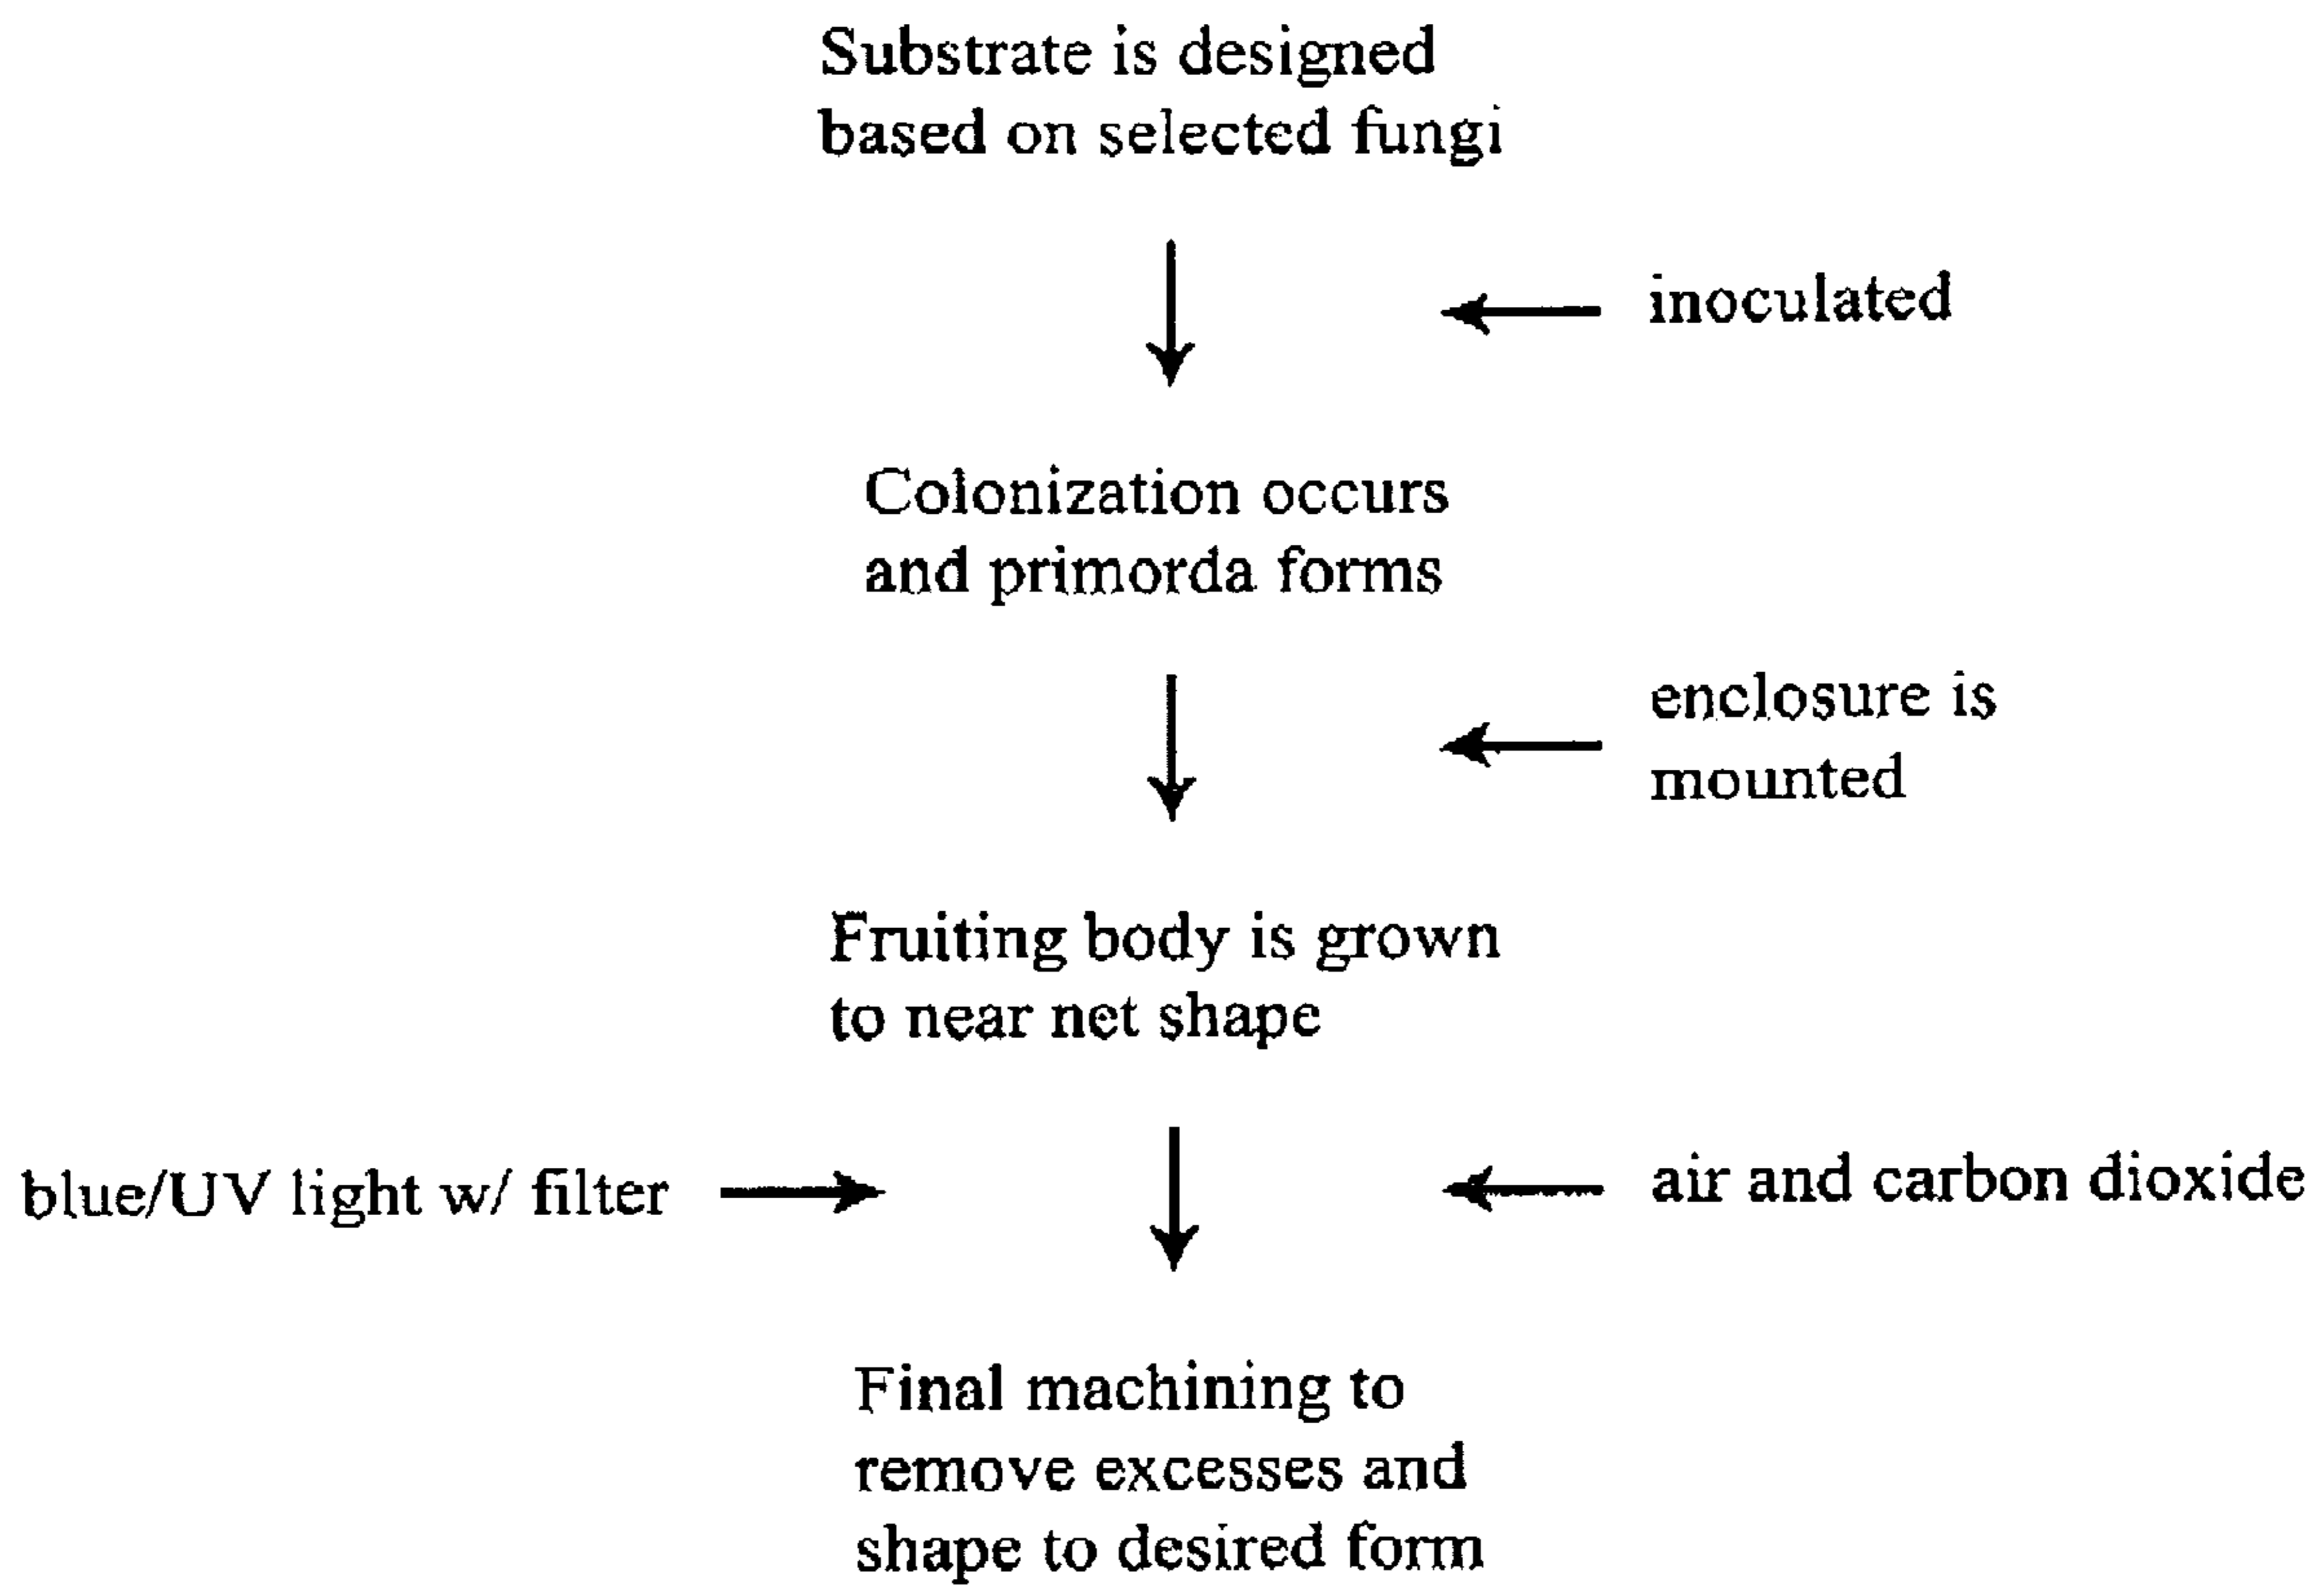 Substrate is designed
based on selected fungi
inoculated
Colonization occurs
and primorda forms
enclosure is
mounted
Fruiting body is grown
to near net shape
blue/UV light w/ filter
air and carbon dioxide
Final machining to
remove excesses and
shape to desired form